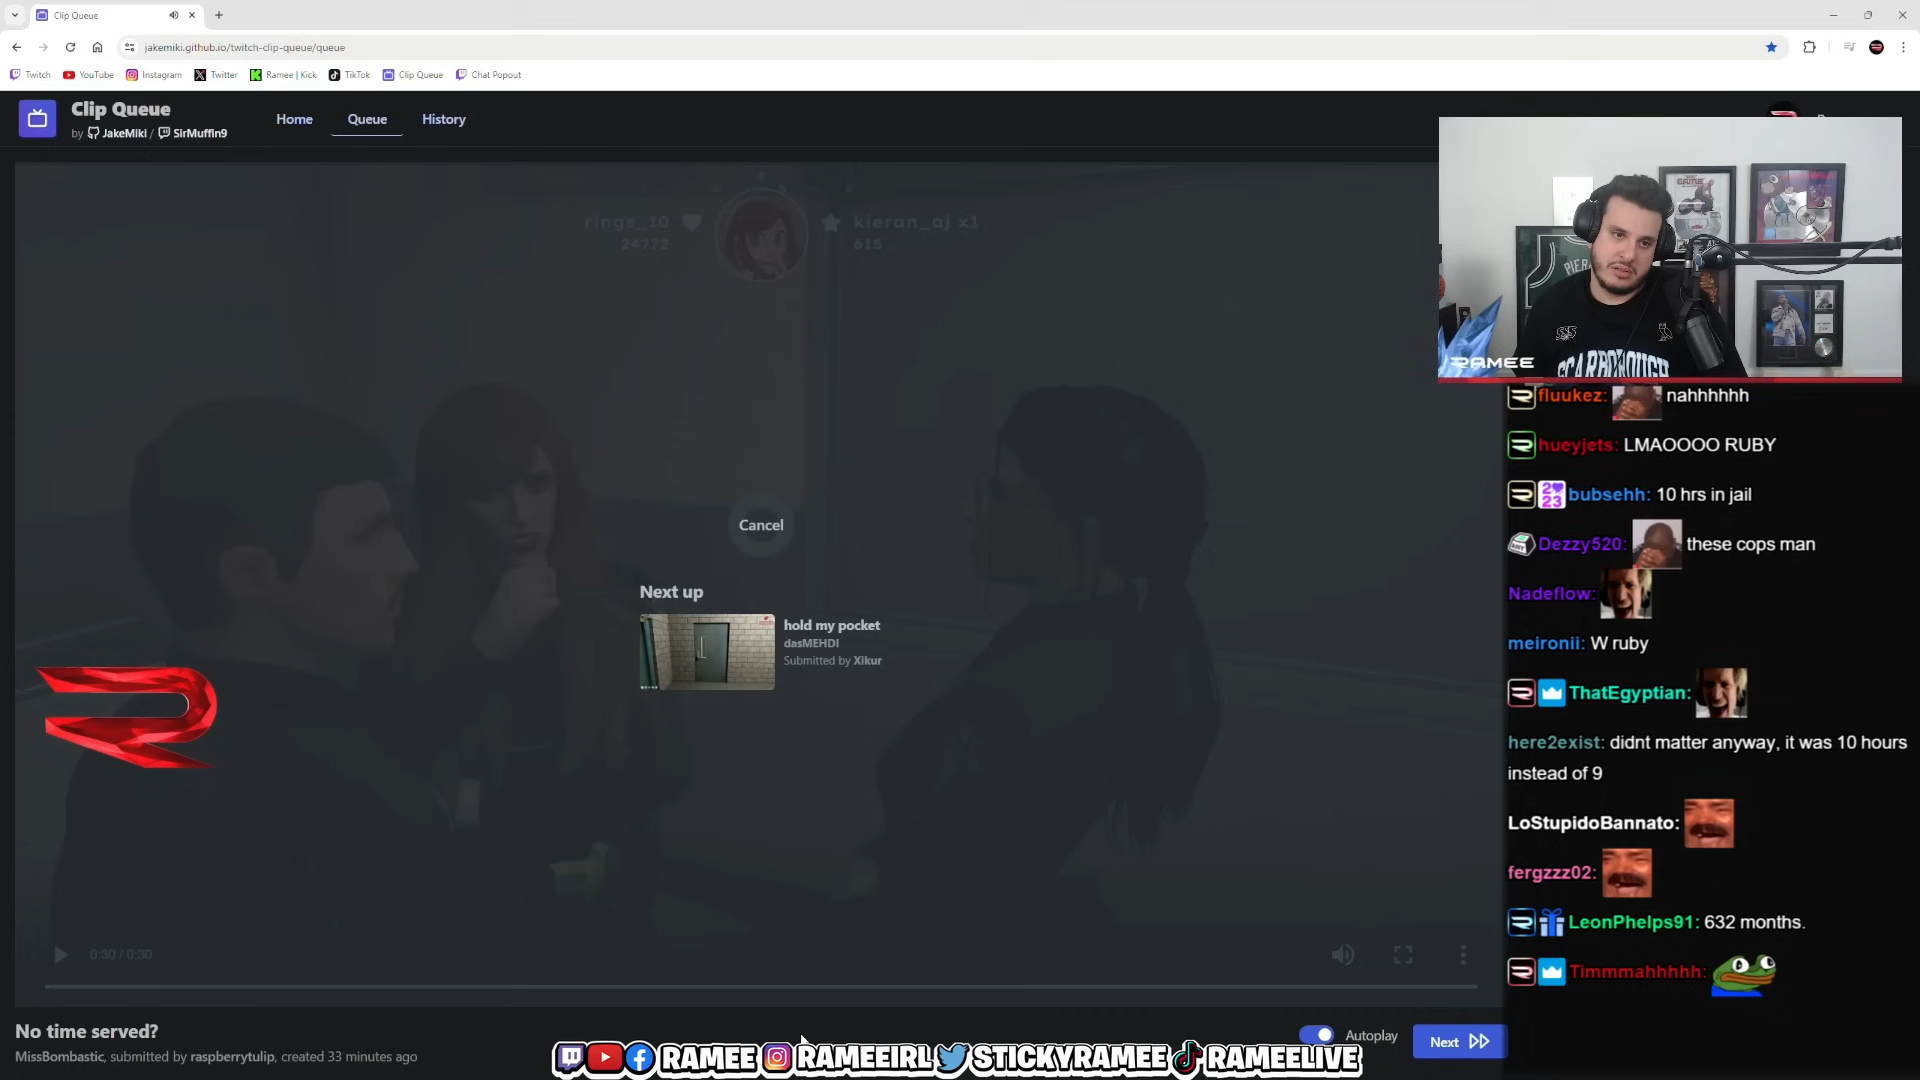 Clip Queue
jakemiki.github.io/twitch-clip-queue/queue
Twitch
YouTube
Instagram
Twitter
Ramee | Kick
TikTok
Clip Queue
Chat Popout
Clip Queue
by JakeMiki / SirMuffin9
Home
Queue
History
rings_10
24772
kieran_aj x1
615
Cancel
Next up
hold my pocket
dasMEHDI
Submitted by Xikur
0:30 / 0:30
RAMEE
SCARBOROUGH
fluukez: nahhhhhh
hueyjets: LMAOOOO RUBY
bubsehh: 10 hrs in jail
Dezzy520: these cops man
Nadeflow:
meironii: W ruby
ThatEgyptian:
here2exist: didnt matter anyway, it was 10 hours
instead of 9
LoStupidoBannato:
fergzzz02:
LeonPhelps91: 632 months.
Timmmahhhhh:
No time served?
MissBombastic, submitted by raspberrytulip, created 33 minutes ago
Autoplay
Next
RAMEE RAMEEIRL STICKYRAMEE RAMEELIVE